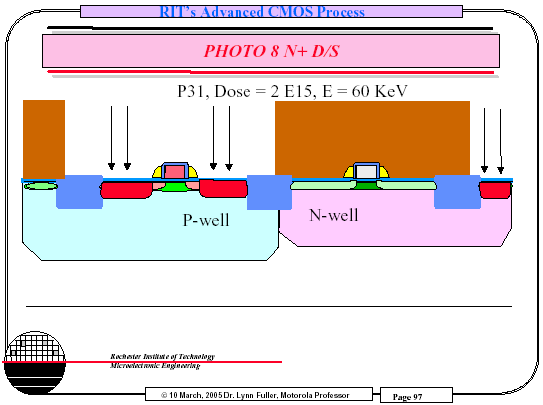 RIT's Advanced CMOS Process
PHOTO 8 N+ D/S
P31, Dose = 2 E15, E = 60 KeV
P-well
N-well
Rochester Institute of Technology
Microelectronic Engineering
© 10 March, 2005 Dr. Lynn Fuller, Motorola Professor
Page 97